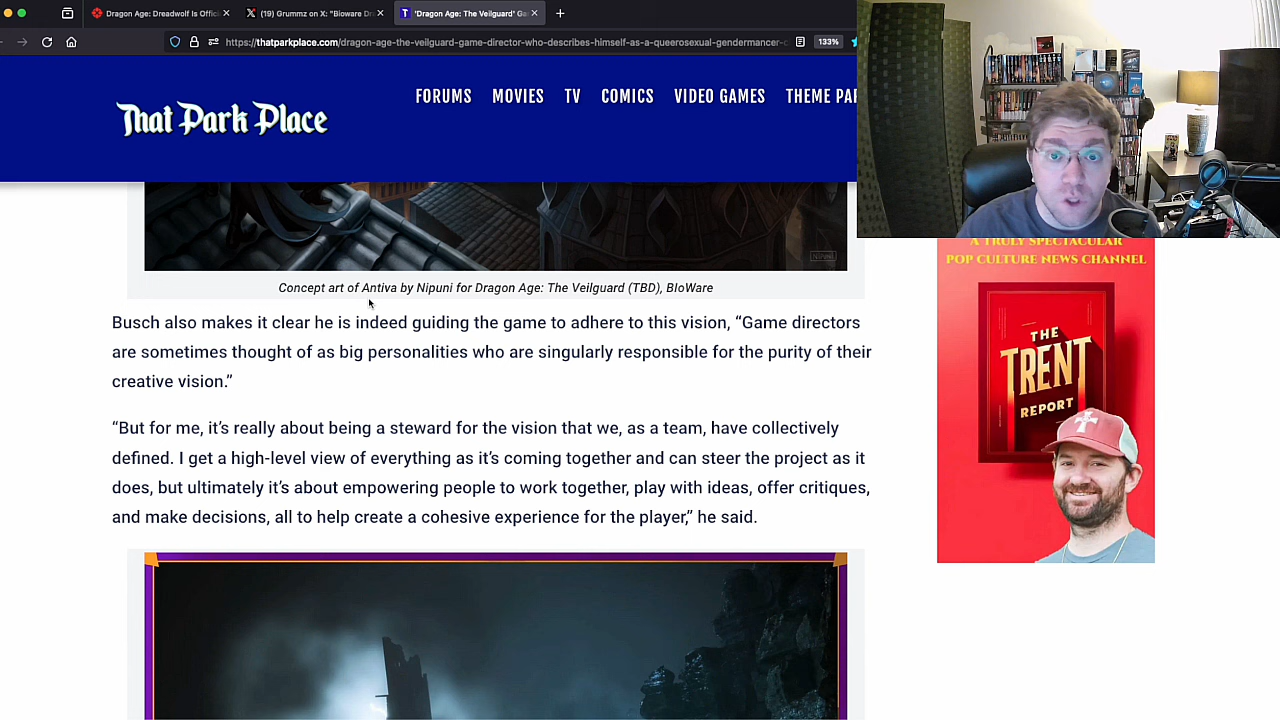 Dragon Age: Dreadwolf Is Offici
(19) Grummz on X: "Bioware Dr
'Dragon Age: The Veilguard' Ga
https://thatparkplace.com/dragon-age-the-veilguard-game-director-who-describes-himself-as-a-queerosexual-gendermancer-c
133%
That Park Place
FORUMS MOVIES TV COMICS VIDEO GAMES THEME PAR
Concept art of Antiva by Nipuni for Dragon Age: The Veilguard (TBD), BioWare
Busch also makes it clear he is indeed guiding the game to adhere to this vision, “Game directors
are sometimes thought of as big personalities who are singularly responsible for the purity of their
creative vision.”
“But for me, it’s really about being a steward for the vision that we, as a team, have collectively
defined. I get a high-level view of everything as it’s coming together and can steer the project as it
does, but ultimately it’s about empowering people to work together, play with ideas, offer critiques,
and make decisions, all to help create a cohesive experience for the player,” he said.
A TRULY SPECTACULAR
POP CULTURE NEWS CHANNEL
THE
TRENT
REPORT